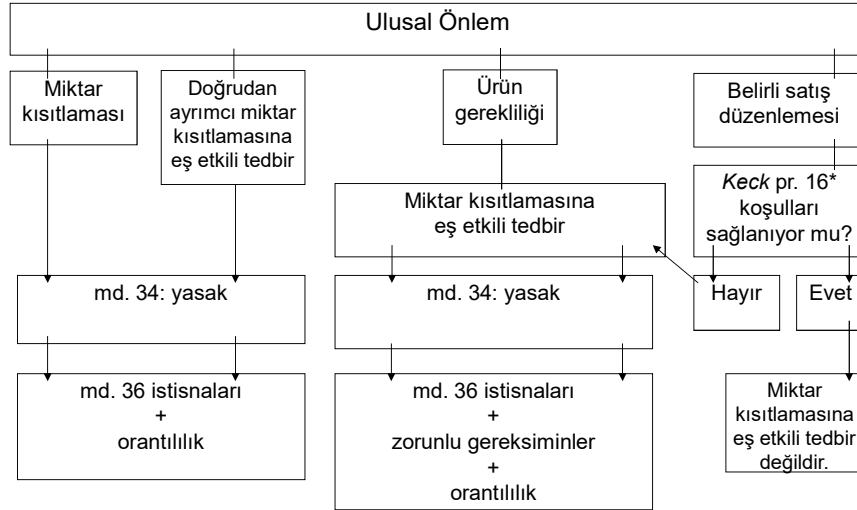 Ulusal Önlem
Miktar
kısıtlaması
Doğrudan
ayrımcı miktar
kısıtlamasına
eş etkili tedbir
Ürün
gerekliliği
Belirli satış
düzenlemesi
Miktar kısıtlamasına
eş etkili tedbir
Keck pr. 16*
koşulları
sağlanıyor mu?
md. 34: yasak
md. 34: yasak
Hayır
Evet
md. 36 istisnaları
+
orantılılık
md. 36 istisnaları
+
zorunlu gereksiminler
+
orantılılık
Miktar
kısıtlamasına
eş etkili tedbir
değildir.